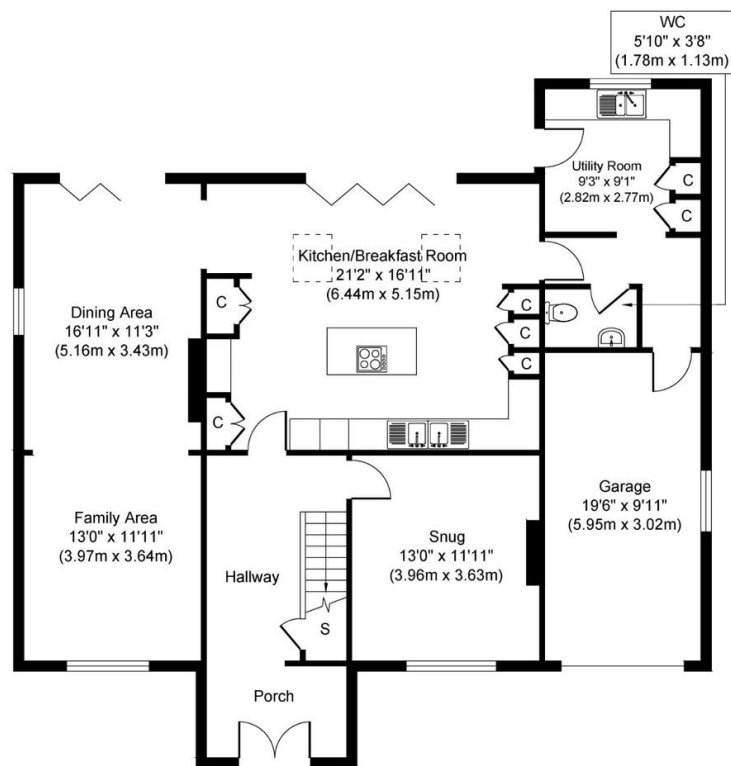 WC
5'10" x 3'8"
(1.78m x 1.13m)
Utility Room
9'3" x 9'1"
(2.82m x 2.77m)
C
C
Kitchen/Breakfast Room
21'2" x 16'11"
(6.44m x 5.15m)
C
C
C
C
C
Dining Area
16'11" x 11'3"
(5.16m x 3.43m)
Family Area
13'0" x 11'11"
(3.97m x 3.64m)
Hallway
S
Snug
13'0" x 11'11"
(3.96m x 3.63m)
Garage
19'6" x 9'11"
(5.95m x 3.02m)
Porch